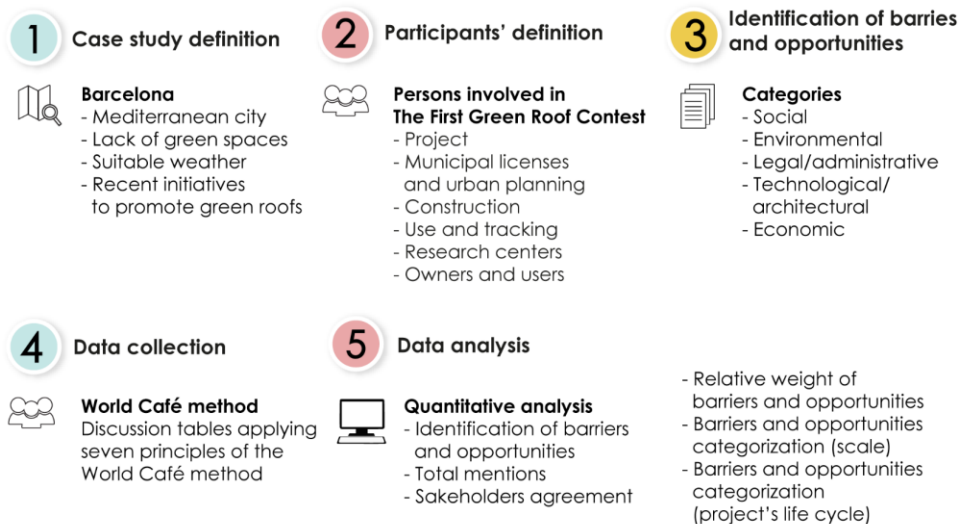 1 Case study definition
Barcelona
- Mediterranean city
- Lack of green spaces
- Suitable weather
- Recent initiatives
to promote green roofs
2 Participants' definition
Persons involved in
The First Green Roof Contest
- Project
- Municipal licenses
and urban planning
- Construction
- Use and tracking
- Research centers
- Owners and users
3 Identification of barries
and opportunities
Categories
- Social
- Environmental
- Legal/administrative
- Technological/
architectural
- Economic
4 Data collection
World Café method
Discussion tables applying
seven principles of the
World Café method
5 Data analysis
Quantitative analysis
- Identification of barriers
and opportunities
- Total mentions
- Sakeholders agreement
- Relative weight of
barriers and opportunities
- Barriers and opportunities
categorization (scale)
- Barriers and opportunities
categorization
(project's life cycle)